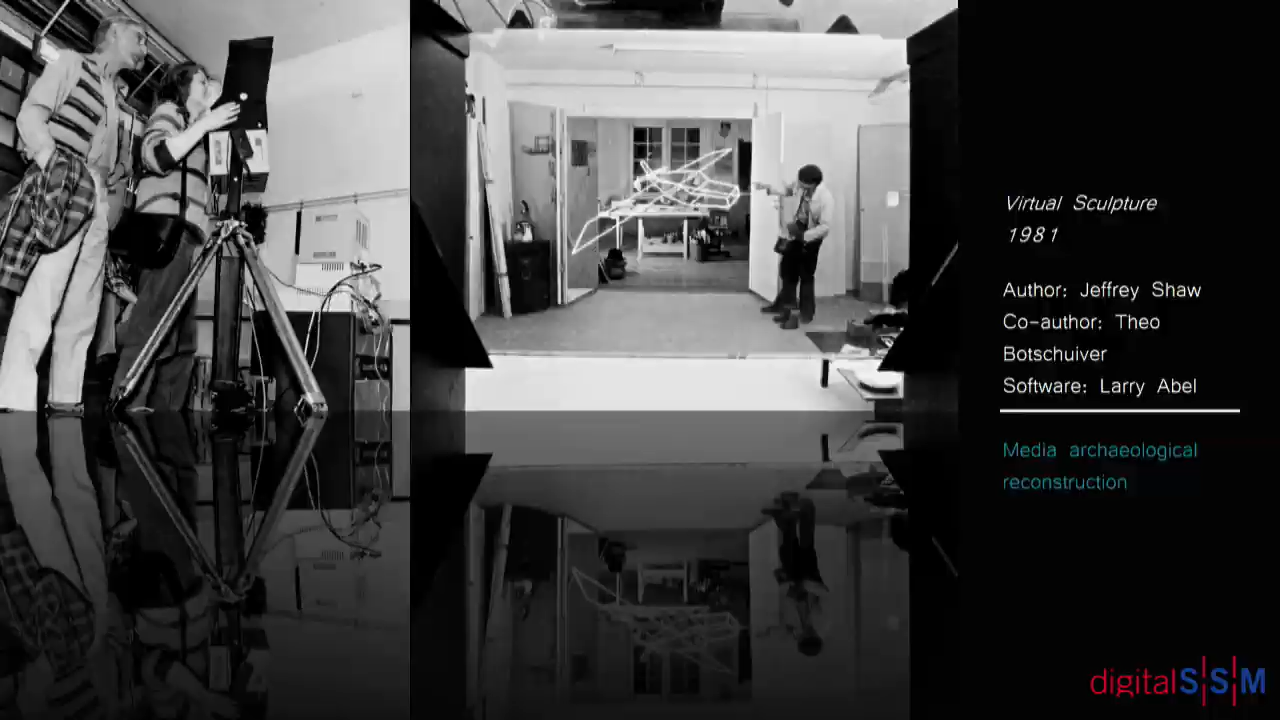 Virtual Sculpture
1981
Author: Jeffrey Shaw
Co-author: Theo
Botschuiver
Software: Larry Abel
Media archaeological
reconstruction
digitalSSM